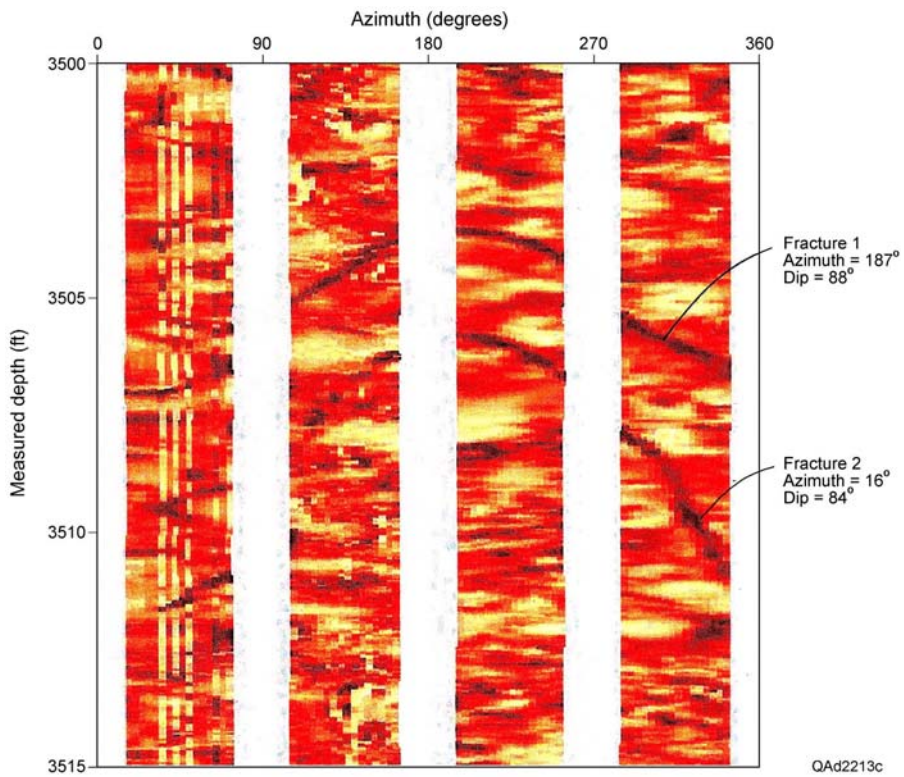 Azimuth (degrees)
0 90 180 270 360
3500
3505
3510
3515
Measured depth (ft)
Fracture 1
Azimuth = 187°
Dip = 88°
Fracture 2
Azimuth = 16°
Dip = 84°
QAd2213c